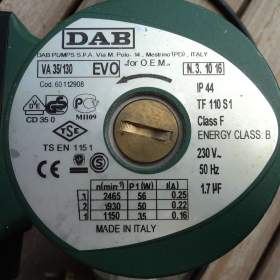 DAB
DAB PUMPS S.P.A. Via M. Polo, 14 , Mestrino(PD) , ITALY
VA 35/130 EVO for O.E.M. N. 3. 10 16
Cod. 60112908
IP 44
TF 110 S1
Class F
ENERGY CLASS: B
230 V~
50 Hz
1.7 µF
CD 35 0
M1109
TSE
TS EN 1151
n(min⁻¹) P1(W) I(A)
3 2465 56 0.25
2 1930 50 0.22
1 1150 35 0.16
MADE IN ITALY